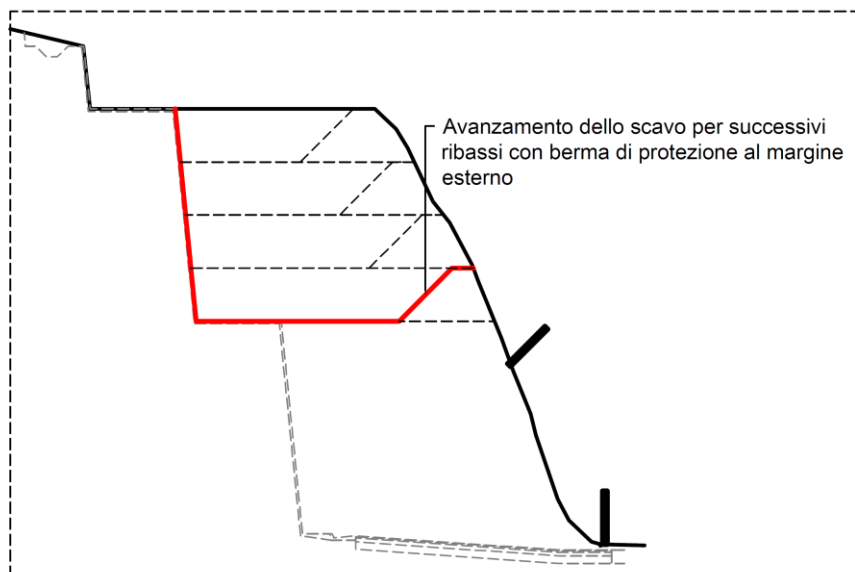 Avanzamento dello scavo per successivi
ribassi con berma di protezione al margine
esterno